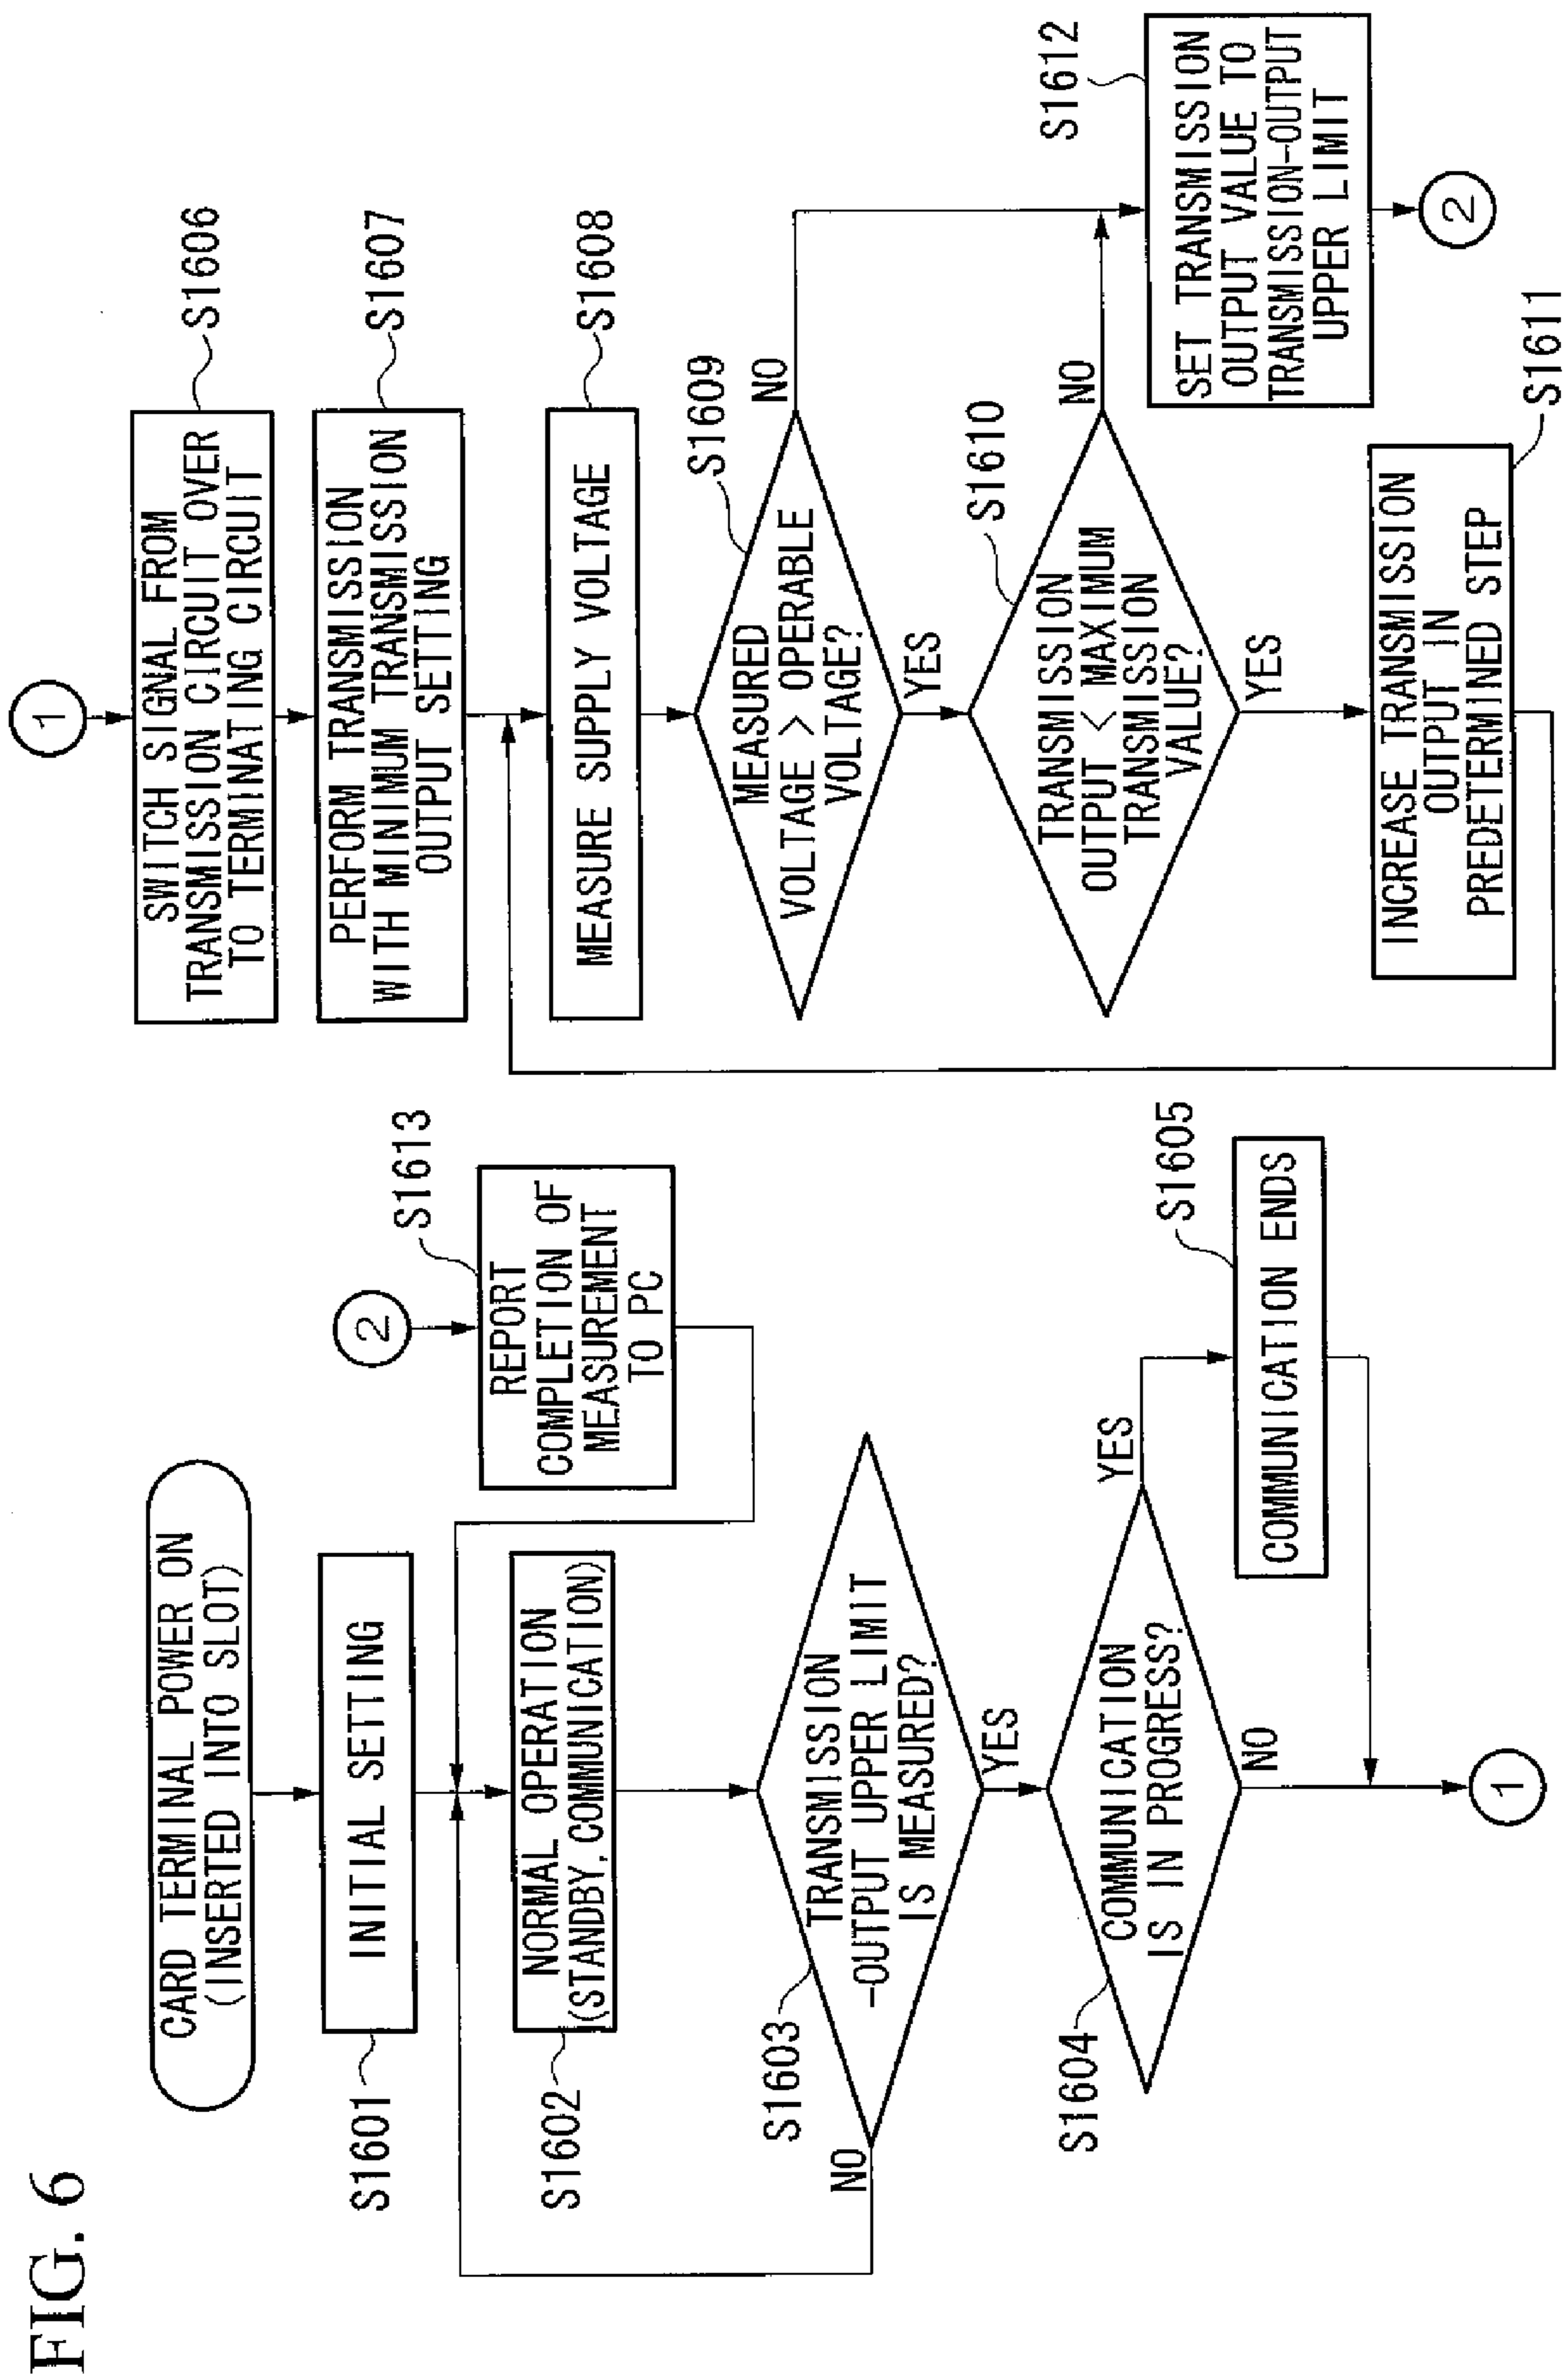 FIG. 6
CARD TERMINAL POWER ON
(INSERTED INTO SLOT)
S1601
INITIAL SETTING
S1602
NORMAL OPERATION
(STANDBY, COMMUNICATION)
S1603
TRANSMISSION
-OUTPUT UPPER LIMIT
IS MEASURED?
NO
YES
S1604
COMMUNICATION
IS IN PROGRESS?
YES
NO
S1605
COMMUNICATION ENDS
1
2
S1613
REPORT
COMPLETION OF
MEASUREMENT
TO PC
1
S1606
SWITCH SIGNAL FROM
TRANSMISSION CIRCUIT OVER
TO TERMINATING CIRCUIT
S1607
PERFORM TRANSMISSION
WITH MINIMUM TRANSMISSION
OUTPUT SETTING
S1608
MEASURE SUPPLY VOLTAGE
S1609
MEASURED
VOLTAGE > OPERABLE
VOLTAGE?
NO
YES
S1610
TRANSMISSION
OUTPUT < MAXIMUM
TRANSMISSION
VALUE?
NO
YES
S1611
INCREASE TRANSMISSION
OUTPUT IN
PREDETERMINED STEP
S1612
SET TRANSMISSION
OUTPUT VALUE TO
TRANSMISSION-OUTPUT
UPPER LIMIT
2